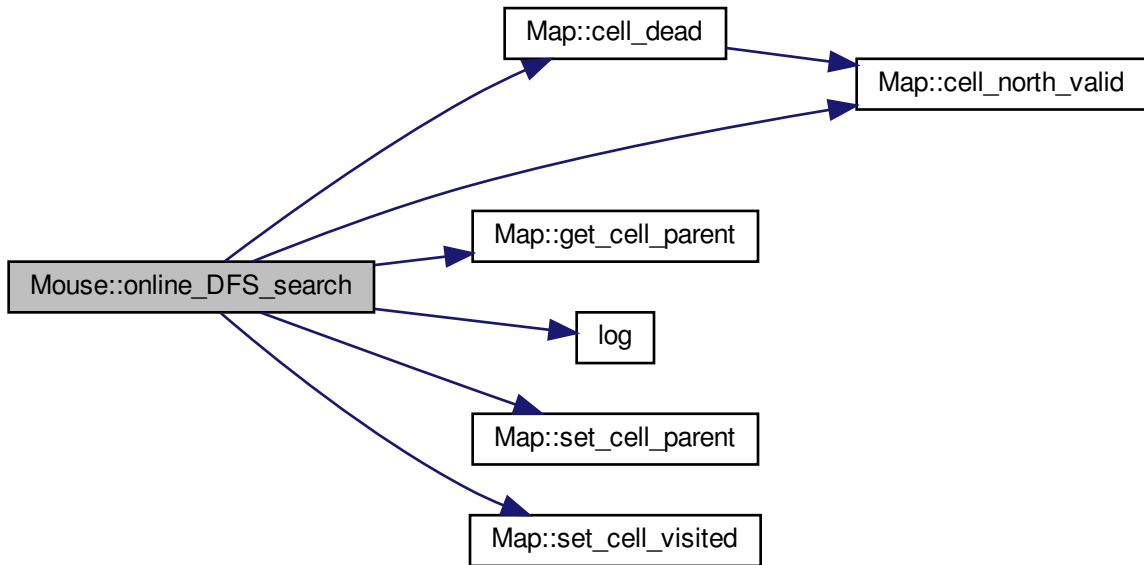 Map::cell_dead
Map::cell_north_valid
Map::get_cell_parent
Mouse::online_DFS_search
log
Map::set_cell_parent
Map::set_cell_visited